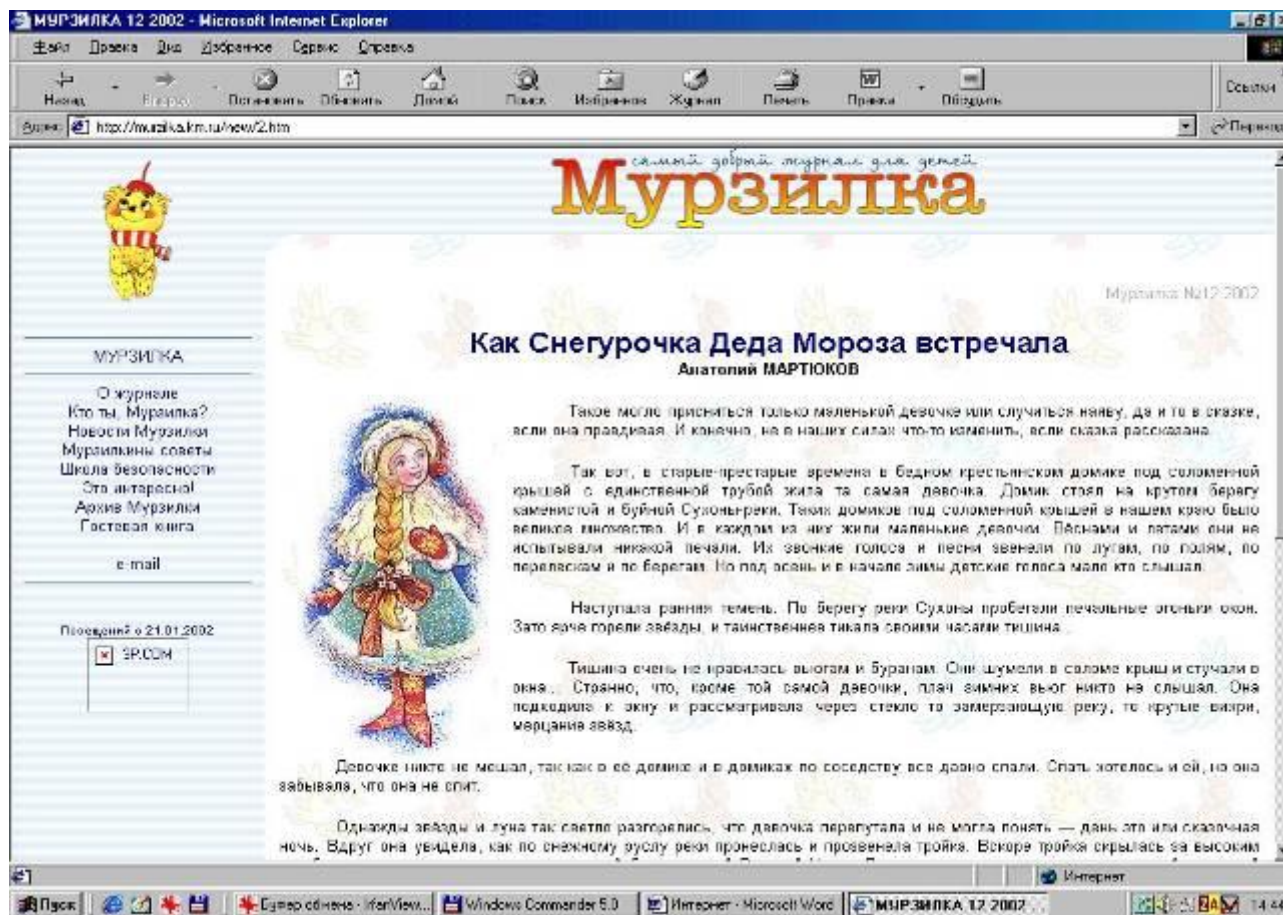 МУРЗИЛКА 12 2002 - Microsoft Internet Explorer
Файл Правка Вид Избранное Сервис Справка
Назад Вперед Остановить Обновить Домой Поиск Избранное Журнал Печать Правка Обсудить Ссылки
Адрес http://murzilka.km.ru/new/2.htm Переход
самый добрый журнал для детей
Мурзилка
Мурзилка №12 2002
МУРЗИЛКА
О журнале
Кто ты, Мурзилка?
Новости Мурзилки
Мурзилкины советы
Школа безопасности
Это интересно!
Архив Мурзилки
Гостевая книга
e-mail
Посещений с 21.01.2002
SP.COM
Как Снегурочка Деда Мороза встречала
Анатолий МАРТЮКОВ
Такое могло присниться только маленькой девочке или случиться наяву, да и то в сказке,
если она правдивая. И конечно, не в наших силах что-то изменить, если сказка рассказана.
Так вот, в старые-престарые времена в бедном крестьянском домике под соломенной
крышей с единственной трубой жила та самая девочка. Домик стоял на крутом берегу
каменистой и буйной Сухоны-реки. Таких домиков под соломенной крышей в нашем краю было
великое множество. И в каждом из них жили маленькие девочки. Вёснами и летами они не
испытывали никакой печали. Их звонкие голоса и песни звенели по лугам, по полям, по
перелескам и по берегам. Но под осень и в начале зимы детские голоса мало кто слышал.
Наступала ранняя темень. По берегу реки Сухоны пробегали печальные огоньки окон.
Зато ярче горели звёзды, и таинственнее тикала своими часами тишина...
Тишина очень не нравилась вьюгам и буранам. Они шумели в соломе крыш и стучали в
окна... Странно, что, кроме той самой девочки, плач зимних вьюг никто не слышал. Она
подходила к окну и рассматривала через стекло то замерзающую реку, то крутые вихри,
мерцание звёзд.
Девочке никто не мешал, так как в её домике и в домиках по соседству все давно спали. Спать хотелось и ей, но она
забывала, что она не спит.
Однажды звёзды и луна так светло разгорелись, что девочка перепутала и не могла понять — день это или сказочная
ночь. Вдруг она увидела, как по снежному руслу реки пронеслась и прозвенела тройка. Вскоре тройка скрылась за высоким
Интернет
Пуск Буфер обмена - IrfanView... Windows Commander 5.0 Интернет - Microsoft Word МУРЗИЛКА 12 2002 14:44